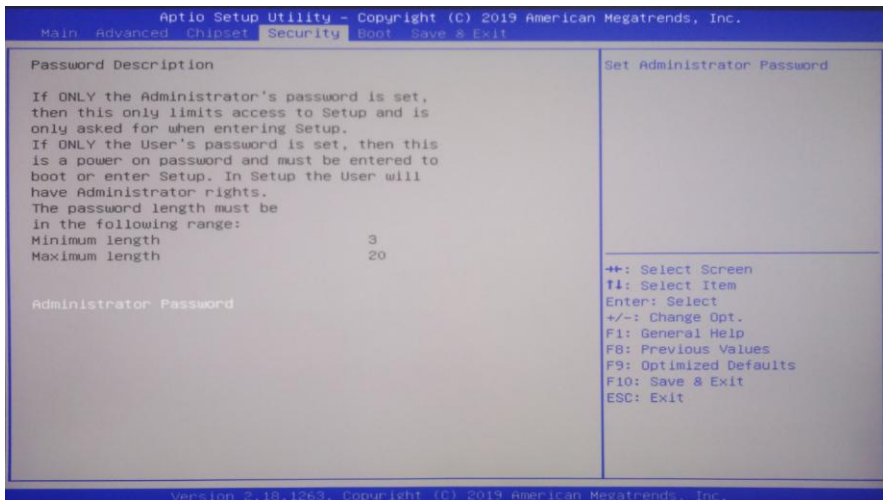 Aptio Setup Utility – Copyright (C) 2019 American Megatrends, Inc.
Main Advanced Chipset Security Boot Save & Exit
Password Description
If ONLY the Administrator's password is set,
then this only limits access to Setup and is
only asked for when entering Setup.
If ONLY the User's password is set, then this
is a power on password and must be entered to
boot or enter Setup. In Setup the User will
have Administrator rights.
The password length must be
in the following range:
Minimum length 3
Maximum length 20
Administrator Password
Set Administrator Password
→←: Select Screen
↑↓: Select Item
Enter: Select
+/-: Change Opt.
F1: General Help
F8: Previous Values
F9: Optimized Defaults
F10: Save & Exit
ESC: Exit
Version 2.18.1263. Copyright (C) 2019 American Megatrends, Inc.